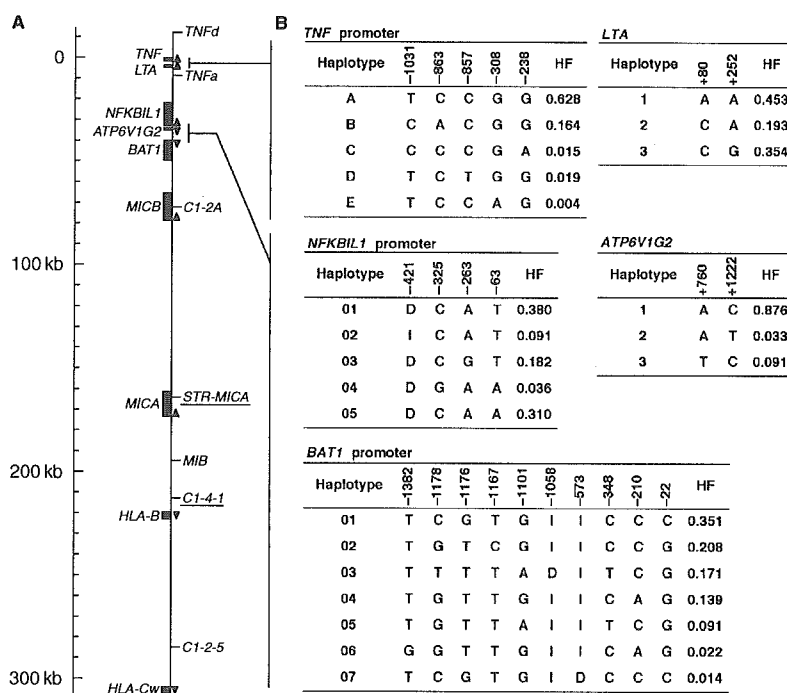 A
0
100 kb
200 kb
300 kb
TNFd
TNF
LTA
TNFa
NFKBIL1
ATP6V1G2
BAT1
MICB
C1-2A
MICA
STR-MICA
MIB
C1-4-1
HLA-B
C1-2-5
HLA-Cw
B
TNF promoter
Haplotype −1031 −863 −857 −308 −238 HF
A T C C G G 0.628
B C A C G G 0.164
C C C C G A 0.015
D T C T G G 0.019
E T C C A G 0.004
LTA
Haplotype +80 +252 HF
1 A A 0.453
2 C A 0.193
3 C G 0.354
NFKBIL1 promoter
Haplotype −421 −325 −263 −63 HF
01 D C A T 0.380
02 I C A T 0.091
03 D C G T 0.182
04 D G A A 0.036
05 D C A A 0.310
ATP6V1G2
Haplotype +760 +1222 HF
1 A C 0.876
2 A T 0.033
3 T C 0.091
BAT1 promoter
Haplotype −1382 −1178 −1176 −1167 −1101 −1058 −573 −348 −210 −22 HF
01 T C G T G I I C C C 0.351
02 T G T C G I I C C G 0.208
03 T T T T A D I T C G 0.171
04 T G T T G I I C A G 0.139
05 T G T T A I I T C G 0.091
06 G G T T G I I C A G 0.022
07 T C G T G I D C C C 0.014